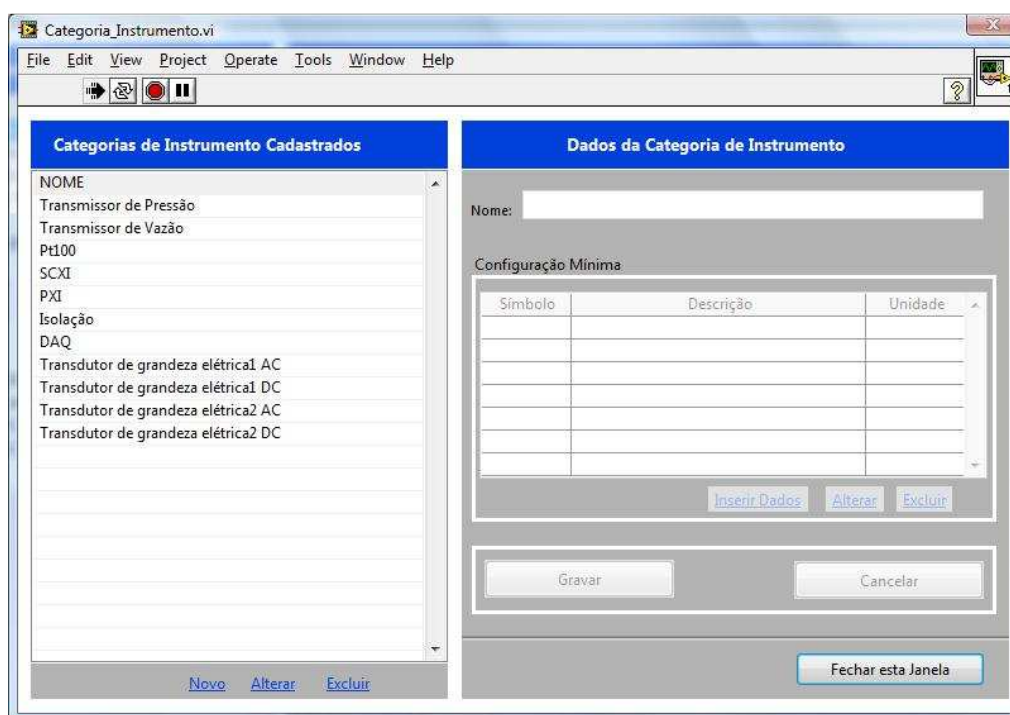 Categoria_Instrumento.vi
File Edit View Project Operate Tools Window Help
Categorias de Instrumento Cadastrados
NOME
Transmissor de Pressão
Transmissor de Vazão
Pt100
SCXI
PXI
Isolação
DAQ
Transdutor de grandeza elétrica1 AC
Transdutor de grandeza elétrica1 DC
Transdutor de grandeza elétrica2 AC
Transdutor de grandeza elétrica2 DC
Novo Alterar Excluir
Dados da Categoria de Instrumento
Nome:
Configuração Mínima
Símbolo Descrição Unidade
Inserir Dados Alterar Excluir
Gravar Cancelar
Fechar esta Janela